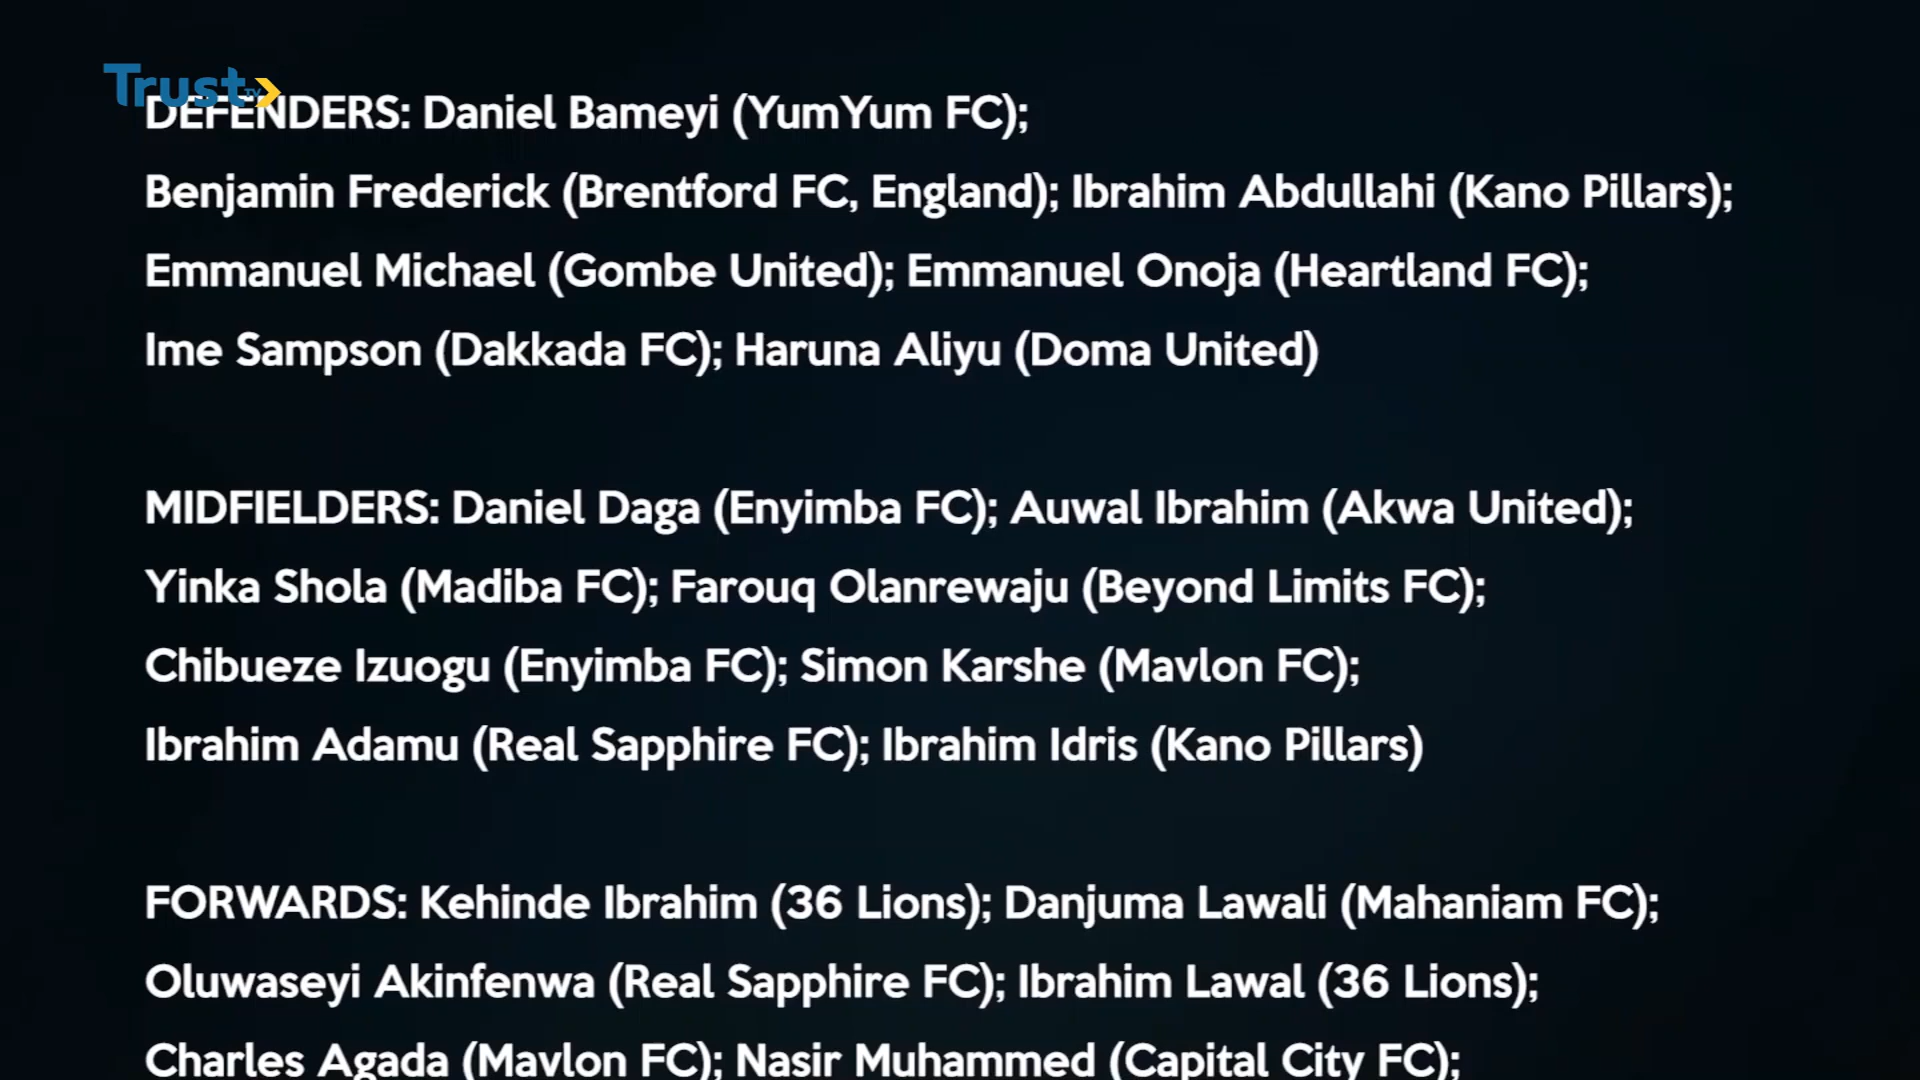 Trust TV
DEFENDERS: Daniel Bameyi (YumYum FC);
Benjamin Frederick (Brentford FC, England); Ibrahim Abdullahi (Kano Pillars);
Emmanuel Michael (Gombe United); Emmanuel Onoja (Heartland FC);
Ime Sampson (Dakkada FC); Haruna Aliyu (Doma United)
MIDFIELDERS: Daniel Daga (Enyimba FC); Auwal Ibrahim (Akwa United);
Yinka Shola (Madiba FC); Farouq Olanrewaju (Beyond Limits FC);
Chibueze Izuogu (Enyimba FC); Simon Karshe (Mavlon FC);
Ibrahim Adamu (Real Sapphire FC); Ibrahim Idris (Kano Pillars)
FORWARDS: Kehinde Ibrahim (36 Lions); Danjuma Lawali (Mahaniam FC);
Oluwaseyi Akinfenwa (Real Sapphire FC); Ibrahim Lawal (36 Lions);
Charles Agada (Mavlon FC); Nasir Muhammed (Capital City FC);